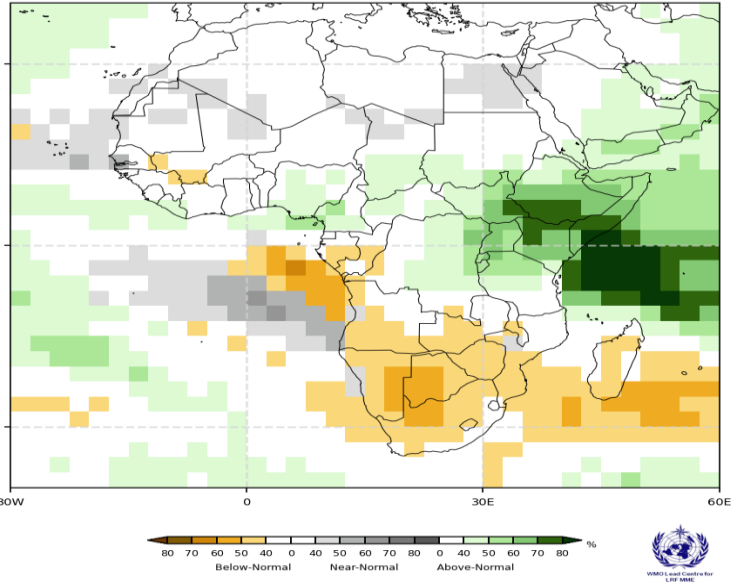 30W 0 30E 60E
80 70 60 50 40 0 40 50 60 70 80 0 40 50 60 70 80 %
Below-Normal Near-Normal Above-Normal
WMO Lead Centre for
LRF MME